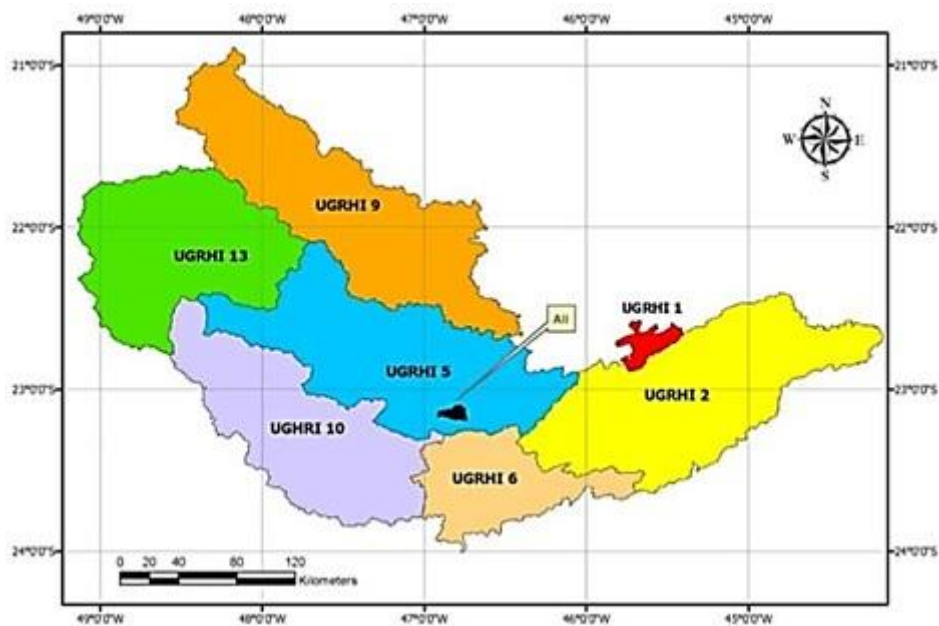 49°0'0"W 48°0'0"W 47°0'0"W 46°0'0"W 45°0'0"W
21°0'0"S 21°0'0"S
N
W E
S
UGRHI 9
22°0'0"S 22°0'0"S
UGRHI 13
UGRHI 1
AII
UGRHI 5
23°0'0"S 23°0'0"S
UGRHI 2
UGHRI 10
UGRHI 6
24°0'0"S 24°0'0"S
0 20 40 80 120
Kilometers
49°0'0"W 48°0'0"W 47°0'0"W 46°0'0"W 45°0'0"W